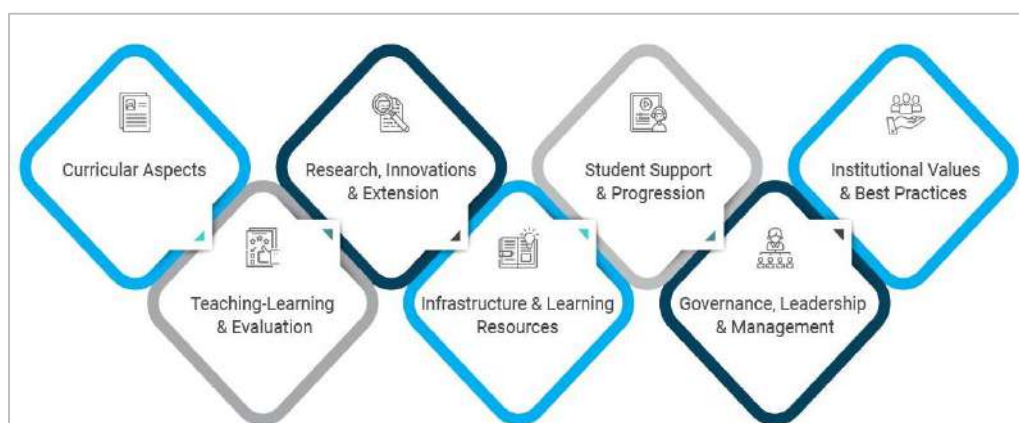 Curricular Aspects
Teaching-Learning
& Evaluation
Research, Innovations
& Extension
Infrastructure & Learning
Resources
Student Support
& Progression
Governance, Leadership
& Management
Institutional Values
& Best Practices